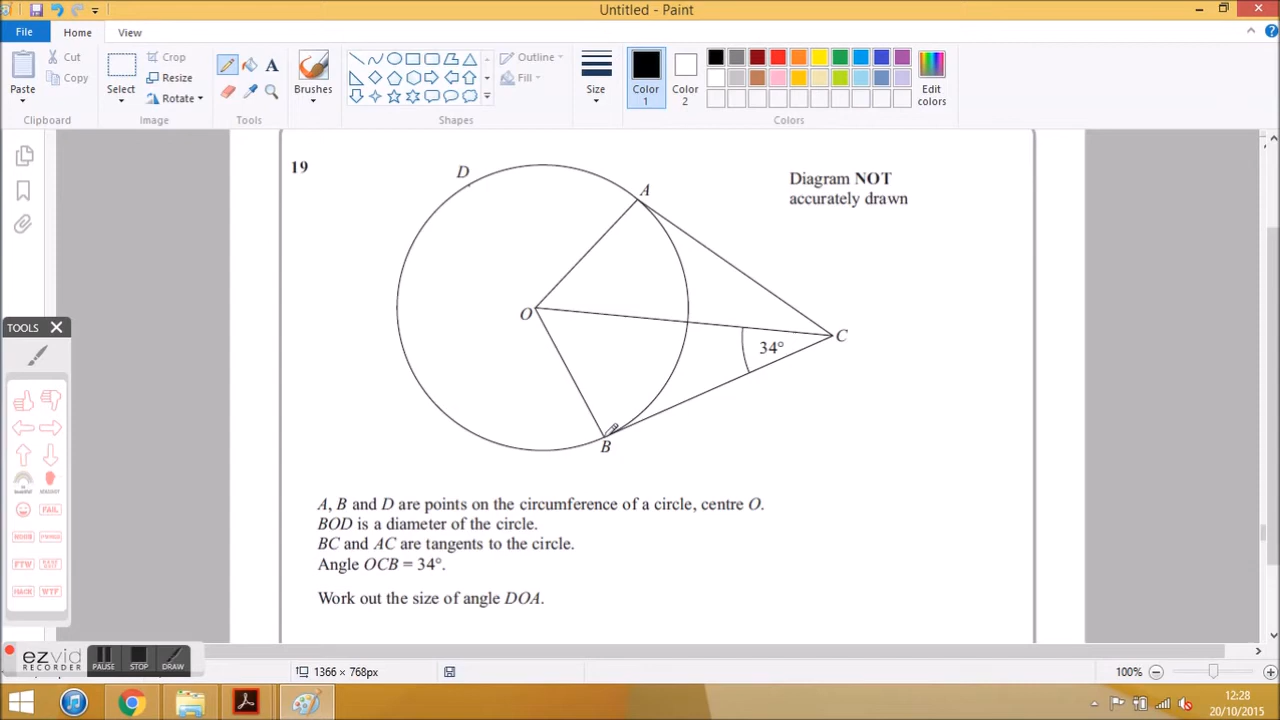 Untitled - Paint
File
Home
View
Paste
Cut
Copy
Clipboard
Select
Crop
Resize
Rotate
Image
A
Tools
Brushes
Outline
Fill
Shapes
Size
Color 1
Color 2
Edit colors
Colors
19
D
A
Diagram NOT
accurately drawn
O
C
34°
B
A, B and D are points on the circumference of a circle, centre O.
BOD is a diameter of the circle.
BC and AC are tangents to the circle.
Angle OCB = 34°.
Work out the size of angle DOA.
TOOLS
FAIL
FTW
HACK
WTF
ezvid
RECORDER
PAUSE
STOP
DRAW
1366 × 768px
100%
12:28
20/10/2015